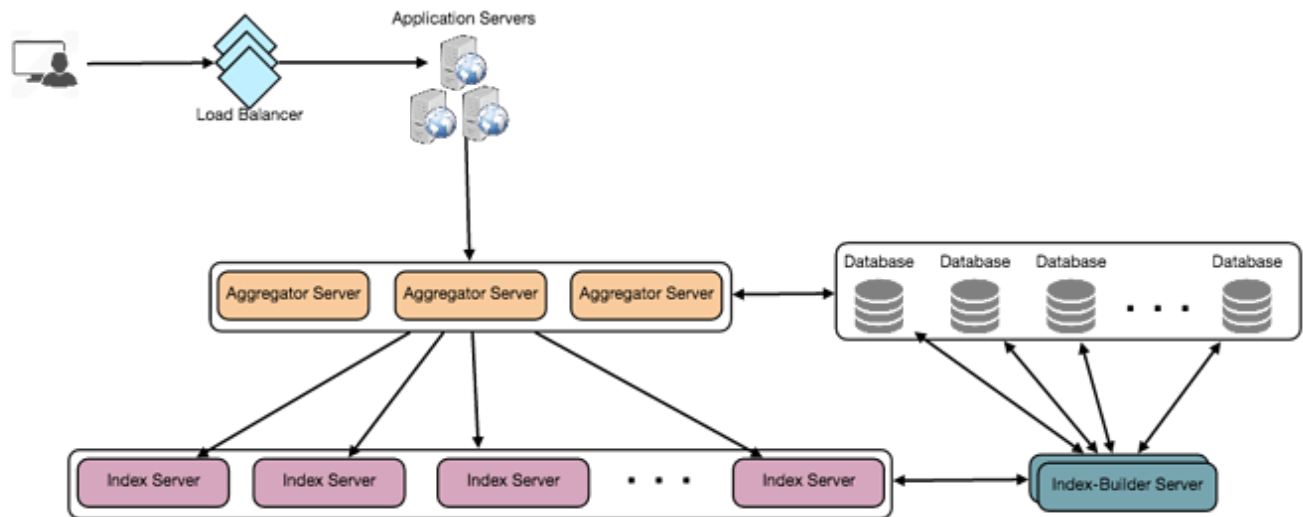 Application Servers
Load Balancer
Database
Database
Database
Database
Aggregator Server
Aggregator Server
Aggregator Server
. . .
Index Server
Index Server
Index Server
. . .
Index Server
Index-Builder Server